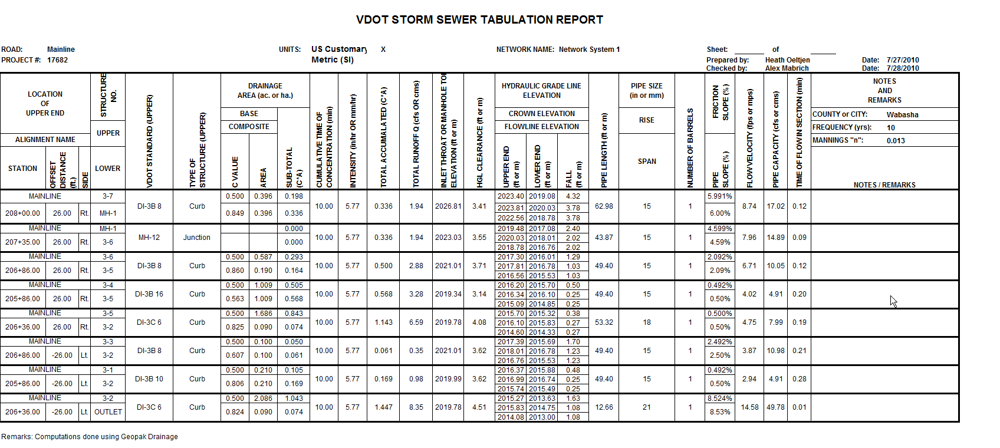 VDOT STORM SEWER TABULATION REPORT
ROAD: Mainline UNITS: US Customary X NETWORK NAME: Network System 1 Sheet: of
PROJECT #: 17682 Metric (SI) Prepared by: Heath Oeltjen Date: 7/27/2010
Checked by: Alex Mabrich Date: 7/28/2010
LOCATION OF UPPER END
ALIGNMENT NAME
STATION
OFFSET DISTANCE (ft.)
SIDE
STRUCTURE NO.
UPPER
LOWER
VDOT STANDARD (UPPER)
TYPE OF STRUCTURE (UPPER)
DRAINAGE AREA (ac. or ha.)
BASE
COMPOSITE
C VALUE
AREA
SUB-TOTAL (C*A)
CUMULATIVE TIME OF CONCENTRATION (min)
INTENSITY (in/hr OR mm/hr)
TOTAL ACCUMALATED (C*A)
TOTAL RUNOFF Q (cfs OR cms)
INLET THROAT OR MANHOLE TO ELEVATION (ft or m)
HGL CLEARANCE (ft or m)
HYDRAULIC GRADE LINE ELEVATION
CROWN ELEVATION
FLOWLINE ELEVATION
UPPER END (ft or m)
LOWER END (ft or m)
FALL (ft or m)
PIPE LENGTH (ft or m)
PIPE SIZE (in or mm)
RISE
SPAN
NUMBER OF BARRELS
FRICTION SLOPE (%)
PIPE SLOPE (%)
FLOW VELOCITY (fps or mps)
PIPE CAPACITY (cfs or cms)
TIME OF FLOW IN SECTION (min)
NOTES AND REMARKS
COUNTY or CITY: Wabasha
FREQUENCY (yrs): 10
MANNINGS "n": 0.013
NOTES / REMARKS
MAINLINE 3-7 0.500 0.396 0.198 2023.40 2019.08 4.32 5.991%
DI-3B 8 Curb 10.00 5.77 0.336 1.94 2026.81 3.41 2023.81 2020.03 3.78 62.98 15 1 8.74 17.02 0.12
208+00.00 26.00 Rt. MH-1 0.849 0.396 0.336 2022.56 2018.78 3.78 6.00%
MAINLINE MH-1 0.000 2019.48 2017.08 2.40 4.599%
MH-12 Junction 10.00 5.77 0.336 1.94 2023.03 3.55 2020.03 2018.01 2.02 43.87 15 1 7.96 14.89 0.09
207+35.00 26.00 Rt. 3-6 0.000 2018.78 2016.76 2.02 4.59%
MAINLINE 3-6 0.500 0.587 0.293 2017.30 2016.01 1.29 2.092%
DI-3B 8 Curb 10.00 5.77 0.500 2.88 2021.01 3.71 2017.81 2016.78 1.03 49.40 15 1 6.71 10.05 0.12
206+86.00 26.00 Rt. 3-5 0.860 0.190 0.164 2016.56 2015.53 1.03 2.09%
MAINLINE 3-4 0.500 1.009 0.505 2016.20 2015.70 0.50 0.492%
DI-3B 16 Curb 10.00 5.77 0.568 3.28 2019.34 3.14 2016.34 2016.10 0.25 49.40 15 1 4.02 4.91 0.20
205+86.00 26.00 Rt. 3-5 0.563 1.009 0.568 2015.09 2014.85 0.25 0.50%
MAINLINE 3-5 0.500 1.686 0.843 2015.70 2015.32 0.38 0.500%
DI-3C 6 Curb 10.00 5.77 1.143 6.59 2019.78 4.08 2016.10 2015.83 0.27 53.32 18 1 4.75 7.99 0.19
206+36.00 26.00 Rt. 3-2 0.825 0.090 0.074 2014.60 2014.33 0.27 0.50%
MAINLINE 3-3 0.500 0.100 0.050 2017.39 2015.69 1.70 2.492%
DI-3B 8 Curb 10.00 5.77 0.061 0.35 2021.01 3.62 2018.01 2016.78 1.23 49.40 15 1 3.87 10.98 0.21
206+86.00 -26.00 Lt. 3-2 0.607 0.100 0.061 2016.76 2015.53 1.23 2.50%
MAINLINE 3-1 0.500 0.210 0.105 2016.37 2015.88 0.48 0.492%
DI-3B 10 Curb 10.00 5.77 0.169 0.98 2019.99 3.62 2016.99 2016.74 0.25 49.40 15 1 2.94 4.91 0.28
205+86.00 -26.00 Lt. 3-2 0.806 0.210 0.169 2015.74 2015.49 0.25 0.50%
MAINLINE 3-2 0.500 2.086 1.043 2015.27 2013.63 1.63 8.524%
DI-3C 6 Curb 10.00 5.77 1.447 8.35 2019.78 4.51 2015.83 2014.75 1.08 12.66 21 1 14.58 49.78 0.01
206+36.00 -26.00 Lt. OUTLET 0.824 0.090 0.074 2014.08 2013.00 1.08 8.53%
Remarks: Computations done using Geopak Drainage